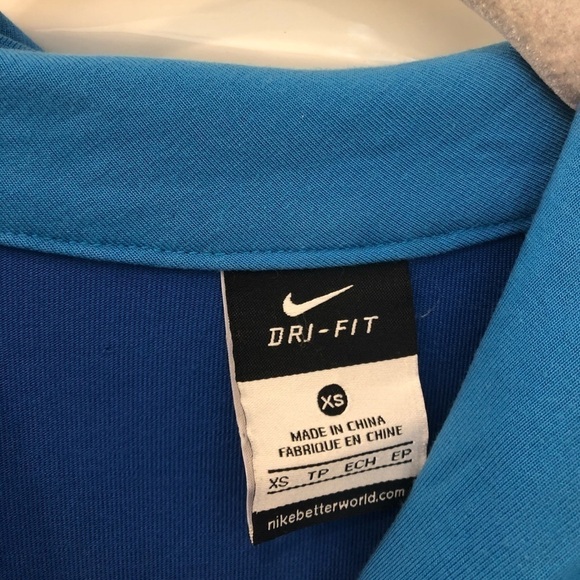 DRI-FIT
XS
MADE IN CHINA
FABRIQUE EN CHINE
XS TP ECH EP
nikebetterworld.com